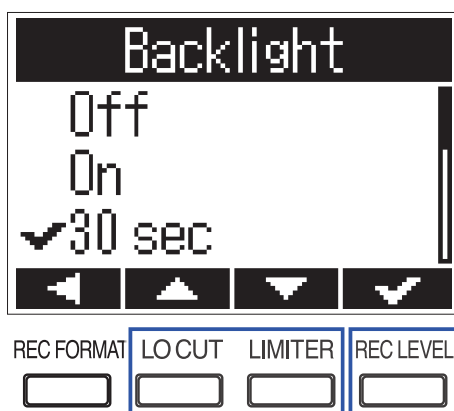 Backlight
Off
On
30 sec
REC FORMAT LO CUT LIMITER REC LEVEL